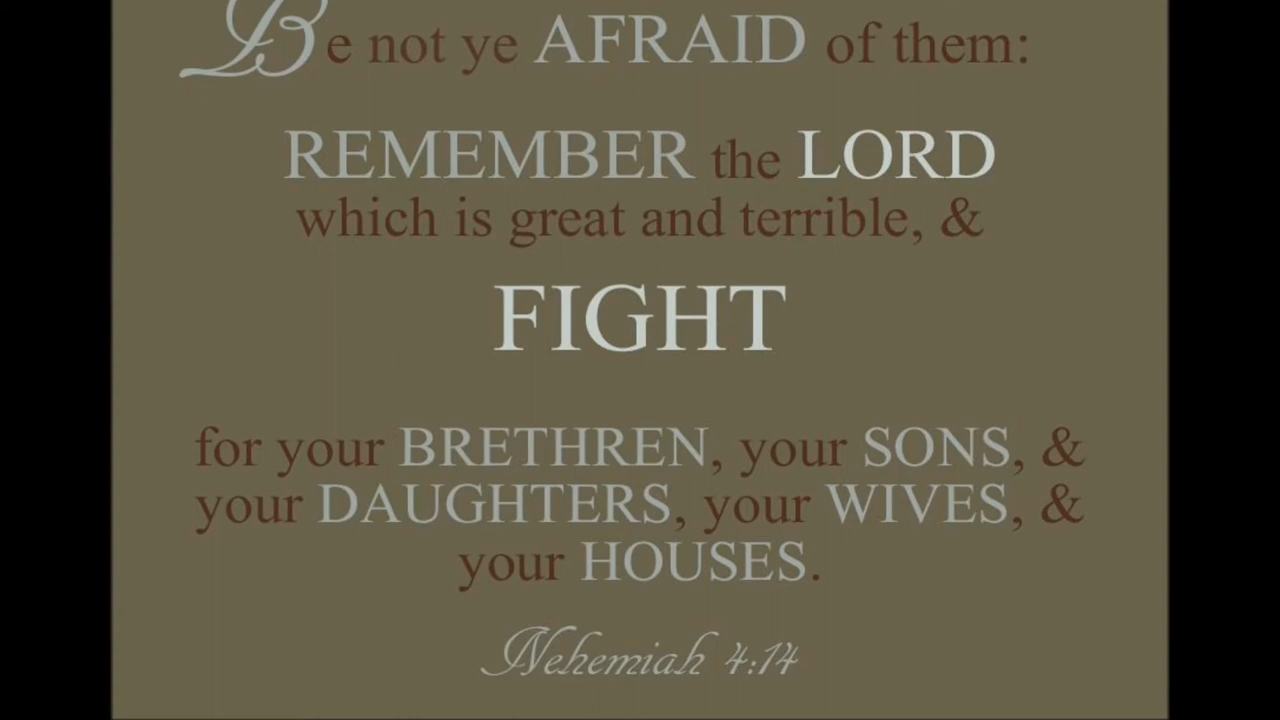 Be not ye AFRAID of them:
REMEMBER the LORD
which is great and terrible, &
FIGHT
for your BRETHREN, your SONS, &
your DAUGHTERS, your WIVES, &
your HOUSES.
Nehemiah 4:14